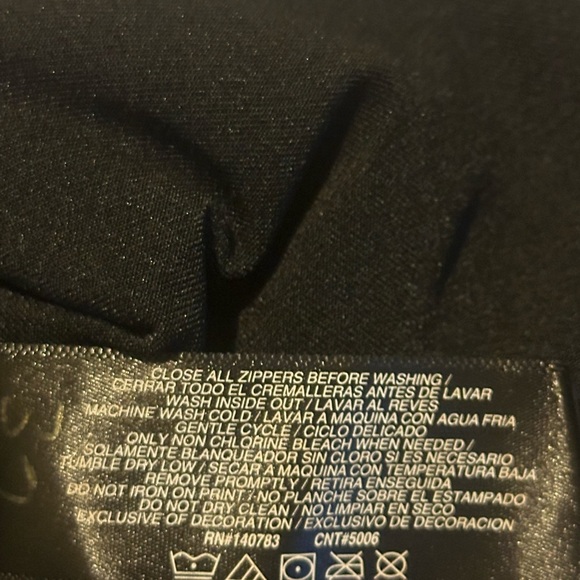 CLOSE ALL ZIPPERS BEFORE WASHING /
CERRAR TODO EL CREMALLERAS ANTES DE LAVAR
WASH INSIDE OUT / LAVAR AL REVES
MACHINE WASH COLD / LAVAR A MAQUINA CON AGUA FRIA
GENTLE CYCLE / CICLO DELICADO
ONLY NON CHLORINE BLEACH WHEN NEEDED /
SOLAMENTE BLANQUEADOR SIN CLORO SI ES NECESARIO
TUMBLE DRY LOW / SECAR A MAQUINA CON TEMPERATURA BAJA
REMOVE PROMPTLY / RETIRA ENSEGUIDA
DO NOT IRON ON PRINT / NO PLANCHE SOBRE EL ESTAMPADO
DO NOT DRY CLEAN / NO LIMPIAR EN SECO
EXCLUSIVE OF DECORATION / EXCLUSIVO DE DECORACION
RN#140783 CNT#5006